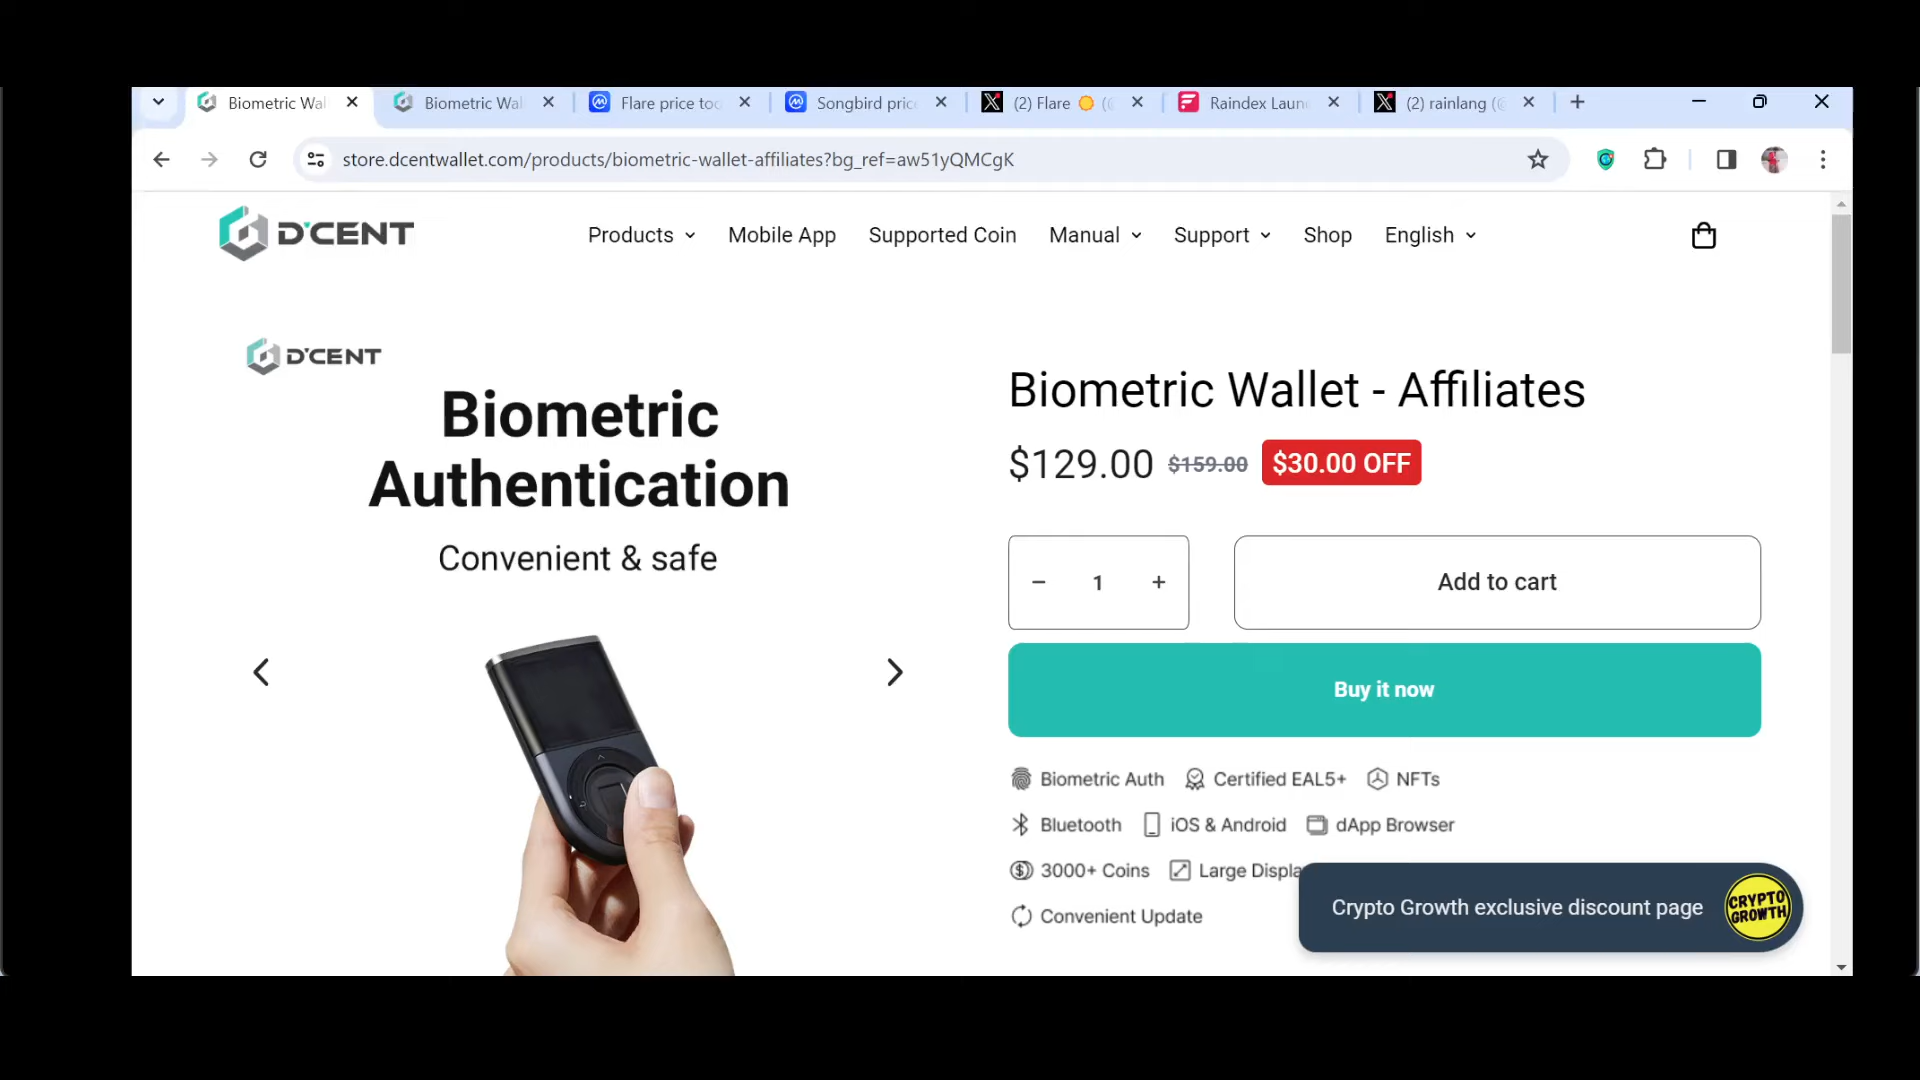 Biometric Wal
Biometric Wal
Flare price tod
Songbird price
(2) Flare
Raindex Laun
(2) rainlang (@
store.dcentwallet.com/products/biometric-wallet-affiliates?bg_ref=aw51yQMCgK
D'CENT
Products
Mobile App
Supported Coin
Manual
Support
Shop
English
D'CENT
Biometric
Authentication
Convenient & safe
Biometric Wallet - Affiliates
$129.00 $159.00 $30.00 OFF
− 1 +
Add to cart
Buy it now
Biometric Auth
Certified EAL5+
NFTs
Bluetooth
iOS & Android
dApp Browser
3000+ Coins
Large Displa
Convenient Update
Crypto Growth exclusive discount page
CRYPTO
GROWTH